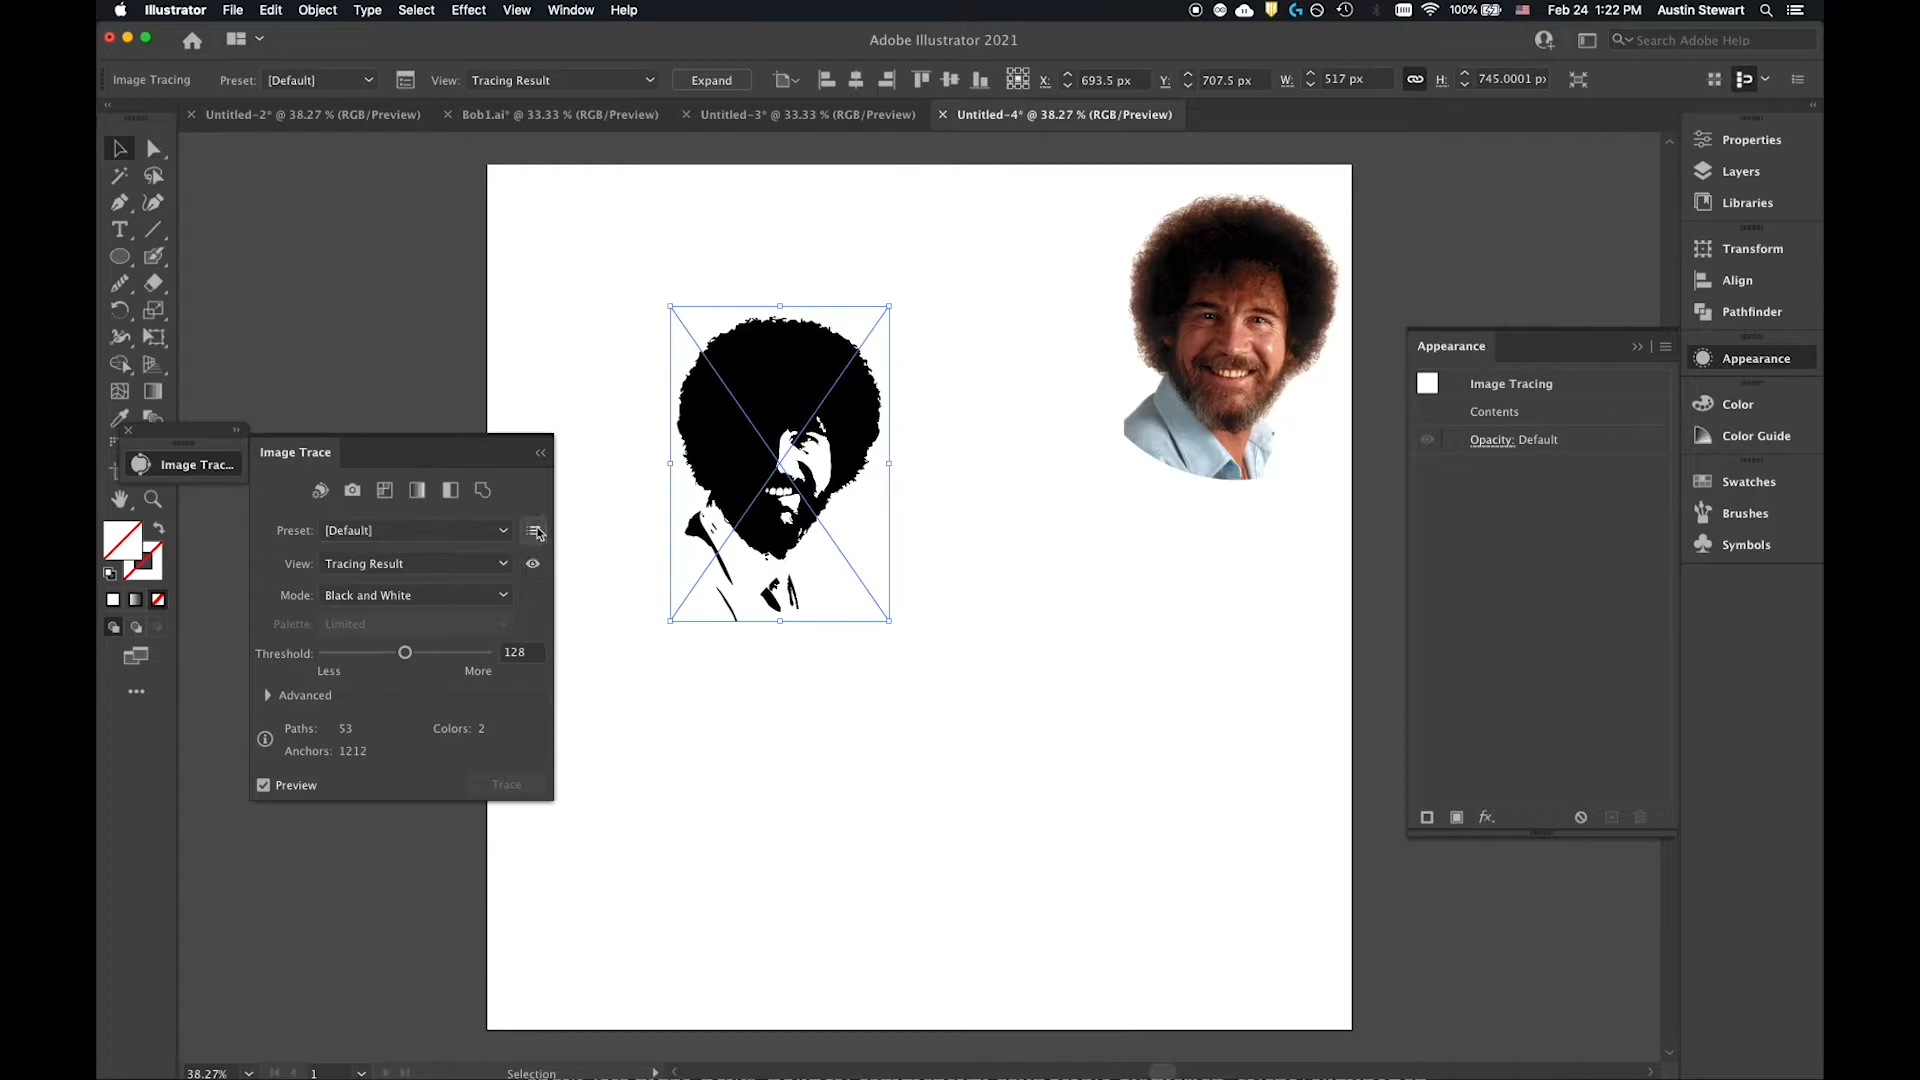 Illustrator File Edit Object Type Select Effect View Window Help 100% Feb 24 1:22 PM Austin Stewart
Adobe Illustrator 2021
Search Adobe Help
Image Tracing Preset: [Default] View: Tracing Result Expand X: 693.5 px Y: 707.5 px W: 517 px H: 745.0001 px
Untitled-2* @ 38.27 % (RGB/Preview) Bob1.ai* @ 33.33 % (RGB/Preview) Untitled-3* @ 33.33 % (RGB/Preview) Untitled-4* @ 38.27 % (RGB/Preview)
Properties
Layers
Libraries
Transform
Align
Pathfinder
Appearance
Color
Color Guide
Swatches
Brushes
Symbols
Appearance
Image Tracing
Contents
Opacity: Default
fx.
Image Trac...
Image Trace
Preset: [Default]
View: Tracing Result
Mode: Black and White
Palette: Limited
Threshold: 128
Less More
Advanced
Paths: 53 Colors: 2
Anchors: 1212
Preview Trace
38.27% 1 Selection